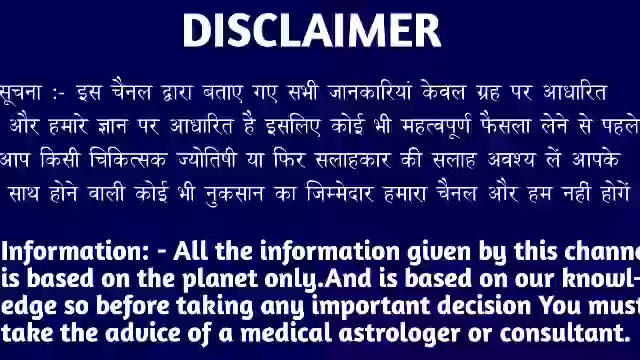 DISCLAIMER
सूचना :- इस चैनल द्वारा बताए गए सभी जानकारियां केवल ग्रह पर आधारित
और हमारे ज्ञान पर आधारित है इसलिए कोई भी महत्वपूर्ण फैसला लेने से पहले
आप किसी चिकित्सक ज्योतिषी या फिर सलाहकार की सलाह अवश्य लें आपके
साथ होने वाली कोई भी नुकसान का जिम्मेदार हमारा चैनल और हम नही होगें
Information: - All the information given by this channe
is based on the planet only.And is based on our knowl-
edge so before taking any important decision You must
take the advice of a medical astrologer or consultant.